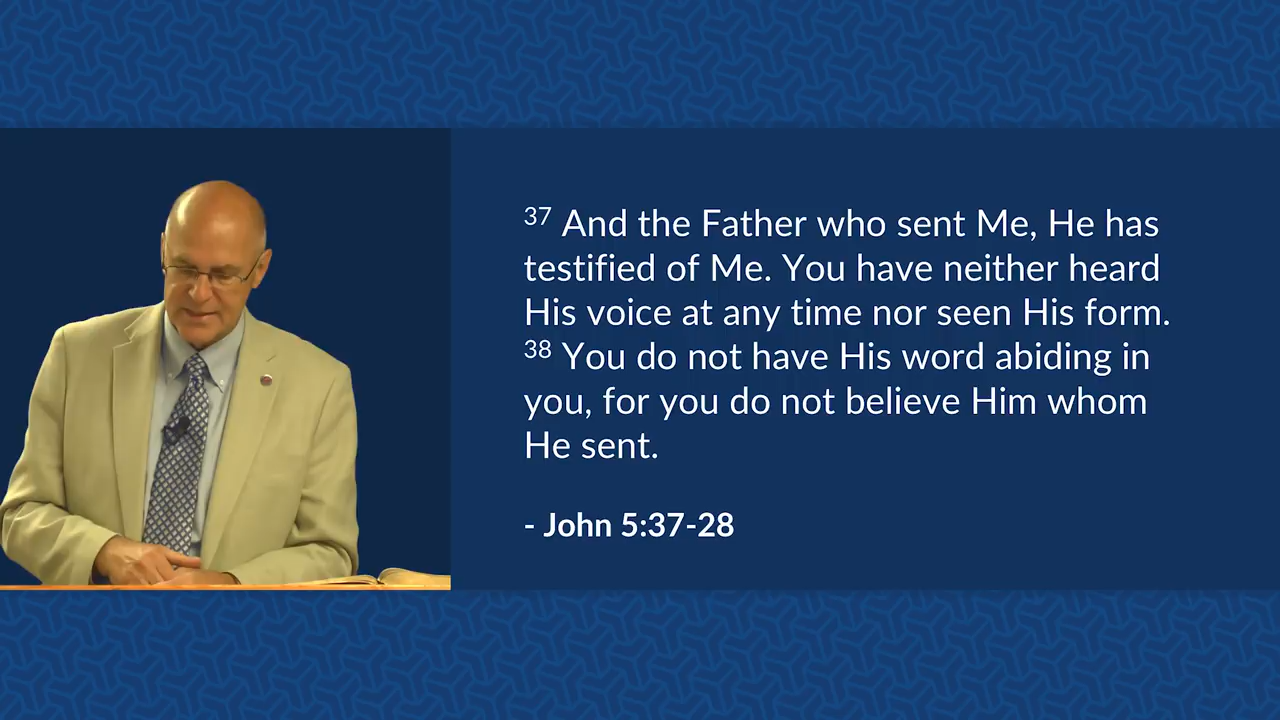 37 And the Father who sent Me, He has
testified of Me. You have neither heard
His voice at any time nor seen His form.
38 You do not have His word abiding in
you, for you do not believe Him whom
He sent.
- John 5:37-28